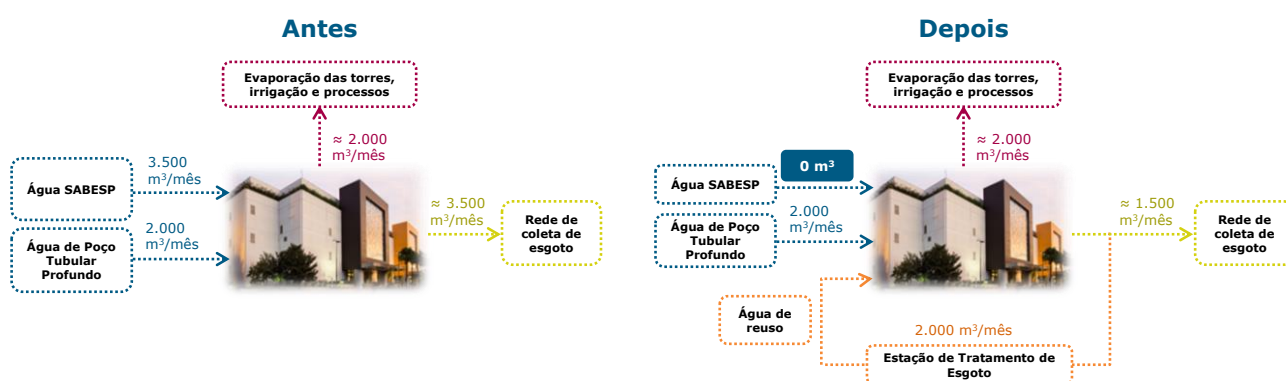 Antes
Evaporação das torres,
irrigação e processos
≈ 2.000
m³/mês
3.500
m³/mês
Água SABESP
2.000
m³/mês
Água de Poço
Tubular
Profundo
≈ 3.500
m³/mês
Rede de
coleta de
esgoto
Depois
Evaporação das torres,
irrigação e processos
≈ 2.000
m³/mês
0 m³
Água SABESP
2.000
m³/mês
Água de Poço
Tubular
Profundo
≈ 1.500
m³/mês
Rede de
coleta de
esgoto
Água de
reuso
2.000 m³/mês
Estação de Tratamento de
Esgoto